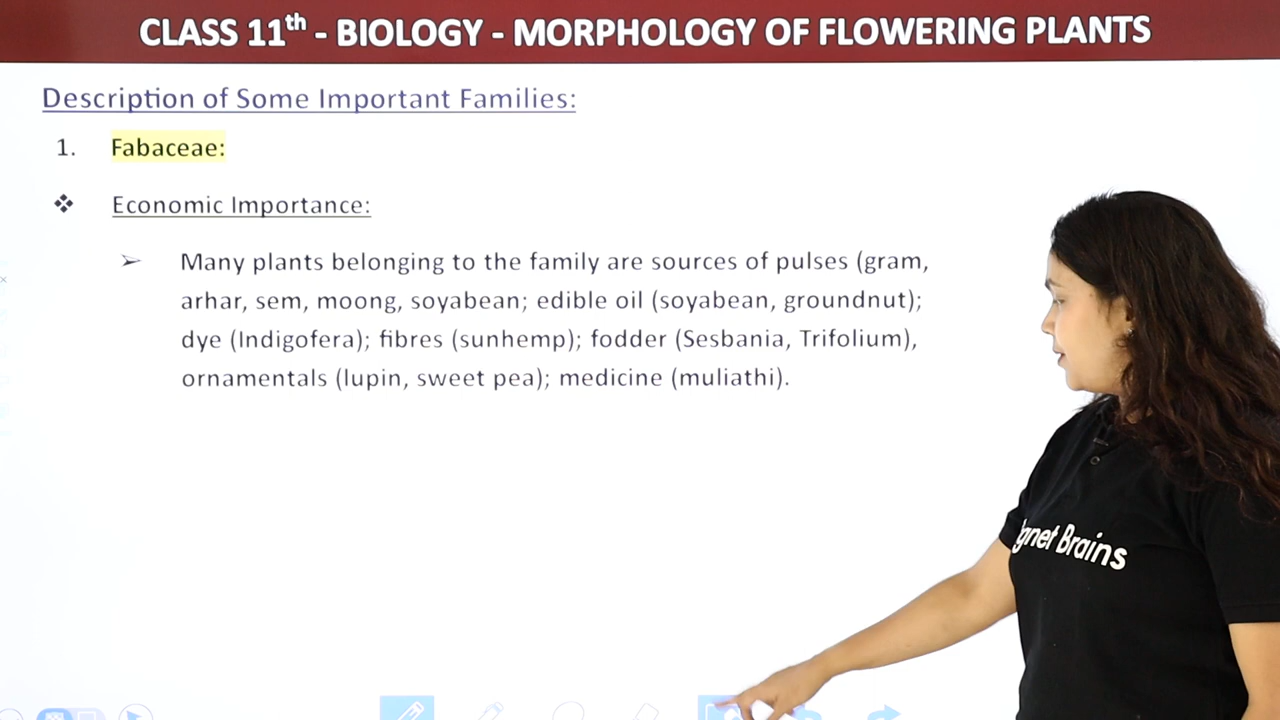 CLASS 11th - BIOLOGY - MORPHOLOGY OF FLOWERING PLANTS
Description of Some Important Families:
1. Fabaceae:
❖ Economic Importance:
➢ Many plants belonging to the family are sources of pulses (gram,
arhar, sem, moong, soyabean; edible oil (soyabean, groundnut);
dye (Indigofera); fibres (sunhemp); fodder (Sesbania, Trifolium),
ornamentals (lupin, sweet pea); medicine (muliathi).
gnet Brains